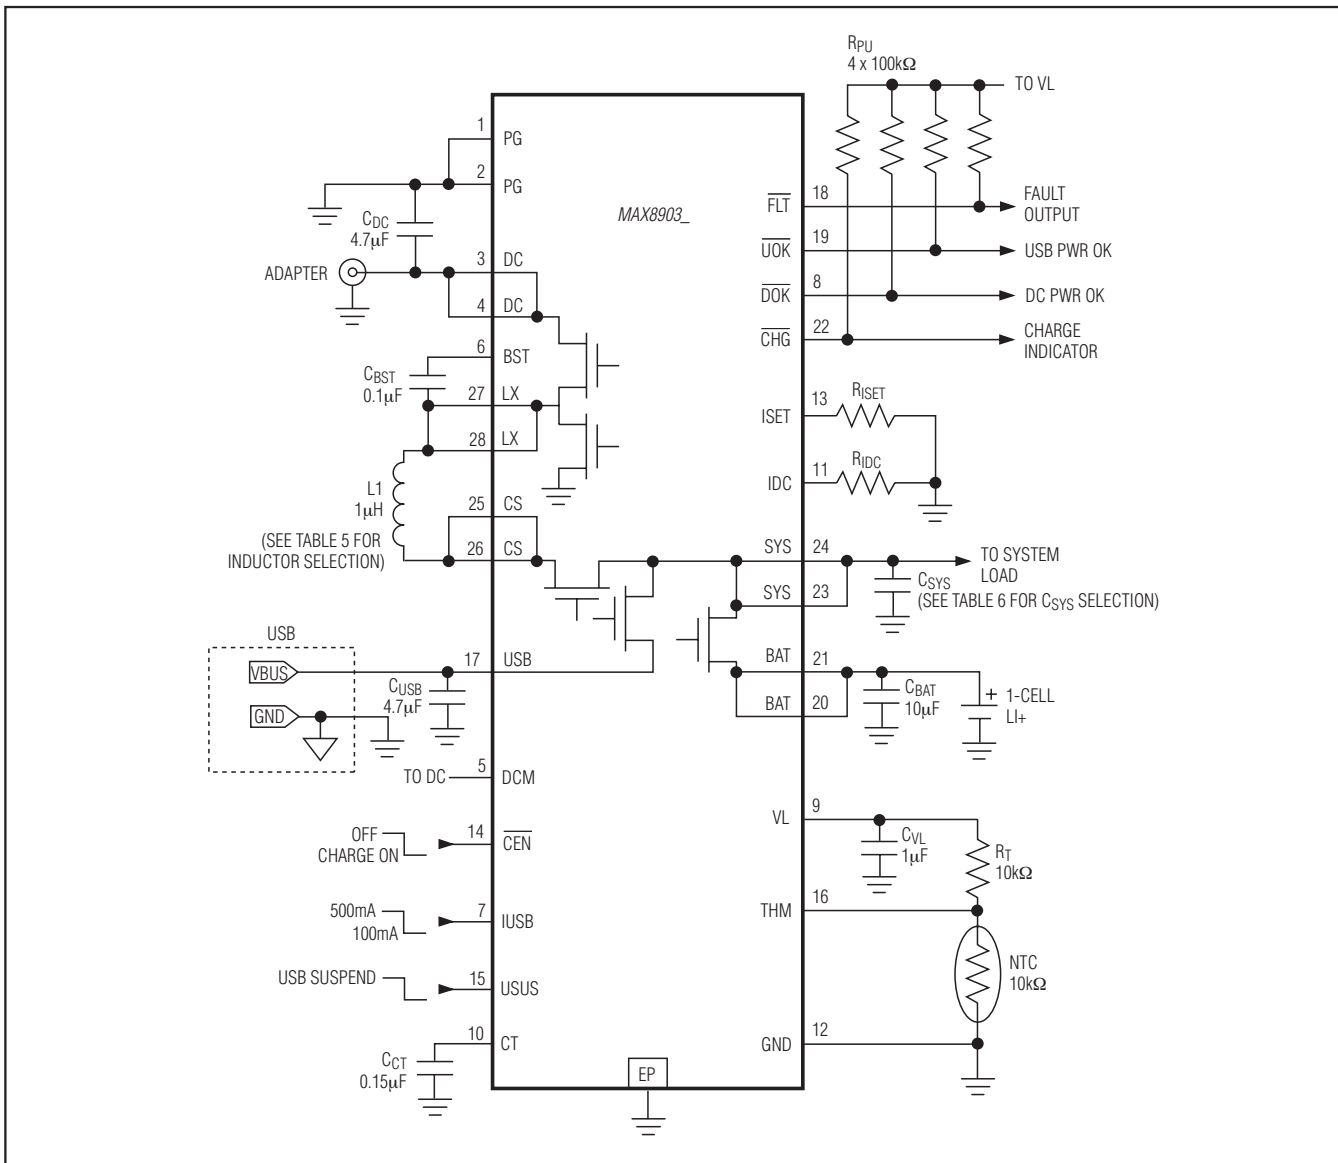 RPU
4 x 100kΩ
TO VL
1
PG
2
PG
MAX8903_
CDC
4.7µF
ADAPTER
3
DC
4
DC
6
BST
CBST
0.1µF
27
LX
28
LX
L1
1µH
(SEE TABLE 5 FOR
INDUCTOR SELECTION)
25
CS
26
CS
USB
VBUS
GND
17
USB
CUSB
4.7µF
TO DC
5
DCM
OFF
CHARGE ON
14
CEN
500mA
100mA
7
IUSB
USB SUSPEND
15
USUS
10
CT
CCT
0.15µF
EP
FLT
18
FAULT
OUTPUT
UOK
19
USB PWR OK
DOK
8
DC PWR OK
CHG
22
CHARGE
INDICATOR
ISET
13
RISET
IDC
11
RIDC
SYS
24
TO SYSTEM
LOAD
SYS
23
CSYS
(SEE TABLE 6 FOR CSYS SELECTION)
BAT
21
BAT
20
CBAT
10µF
+
1-CELL
LI+
VL
9
CVL
1µF
RT
10kΩ
THM
16
NTC
10kΩ
GND
12